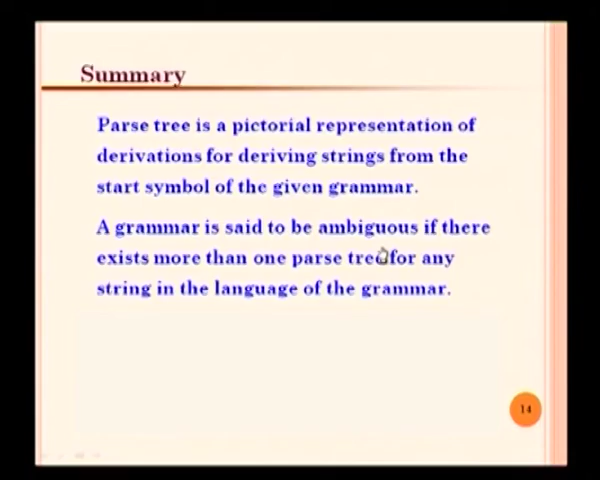 Summary
Parse tree is a pictorial representation of
derivations for deriving strings from the
start symbol of the given grammar.
A grammar is said to be ambiguous if there
exists more than one parse tree for any
string in the language of the grammar.
14